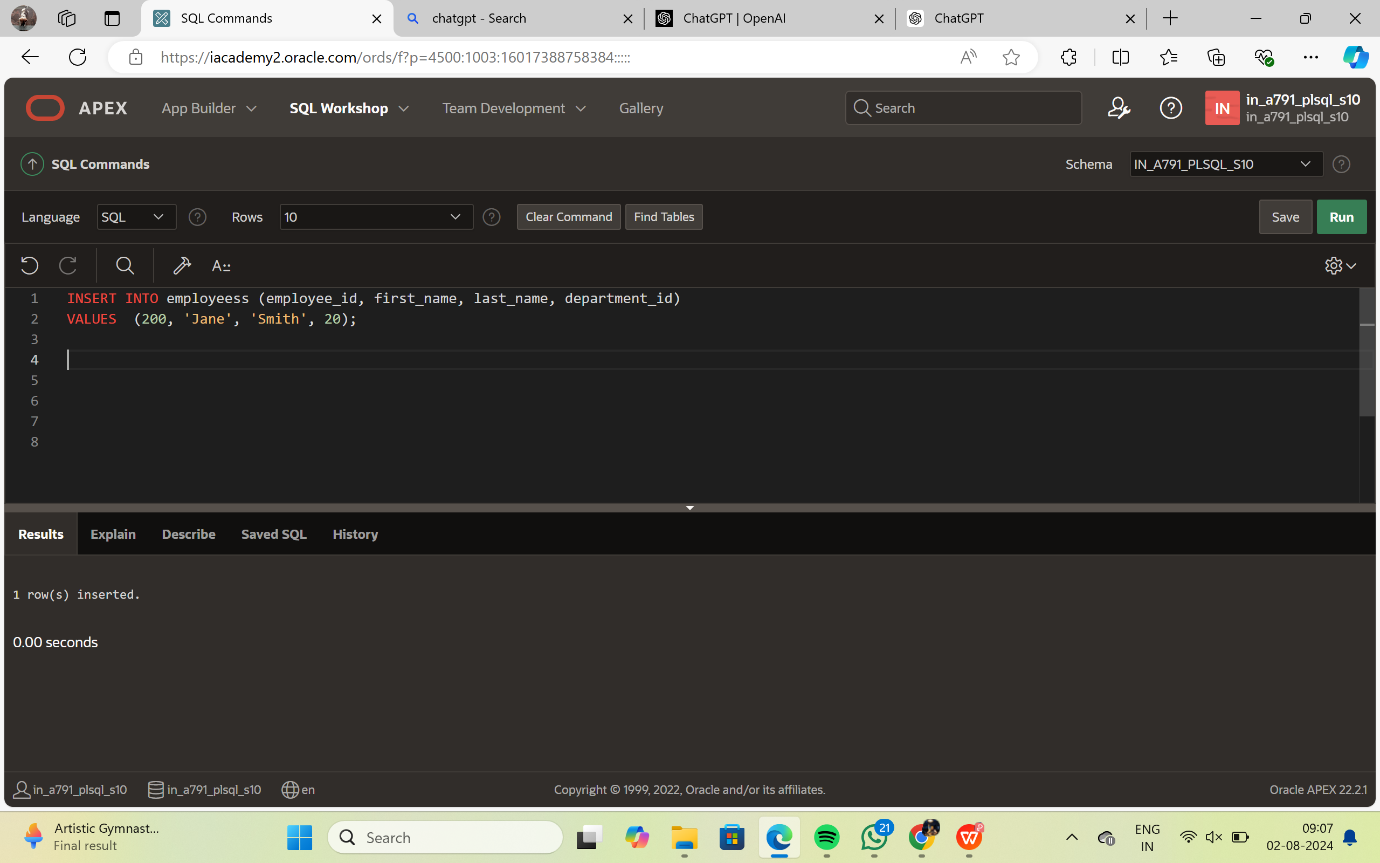 SQL Commands
chatgpt - Search
ChatGPT | OpenAI
ChatGPT
https://iacademy2.oracle.com/ords/f?p=4500:1003:16017388758384:::::
APEX
App Builder
SQL Workshop
Team Development
Gallery
Search
IN
in_a791_plsql_s10
in_a791_plsql_s10
SQL Commands
Schema
IN_A791_PLSQL_S10
Language
SQL
Rows
10
Clear Command
Find Tables
Save
Run
1 INSERT INTO employeess (employee_id, first_name, last_name, department_id)
2 VALUES  (200, 'Jane', 'Smith', 20);
3
4
5
6
7
8
Results
Explain
Describe
Saved SQL
History
1 row(s) inserted.
0.00 seconds
in_a791_plsql_s10
in_a791_plsql_s10
en
Copyright © 1999, 2022, Oracle and/or its affiliates.
Oracle APEX 22.2.1
Artistic Gymnast...
Final result
Search
21
ENG
IN
09:07
02-08-2024